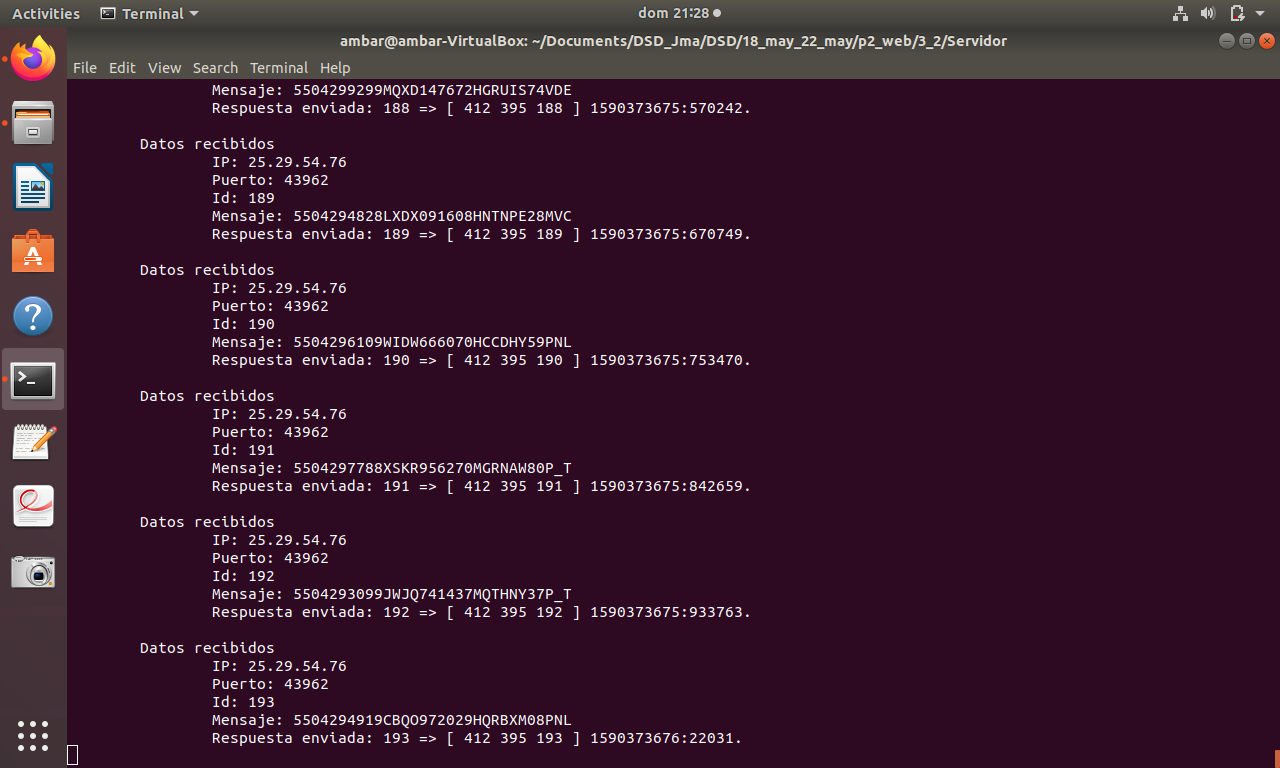 Activities Terminal dom 21:28
ambar@ambar-VirtualBox: ~/Documents/DSD_Jma/DSD/18_may_22_may/p2_web/3_2/Servidor
File Edit View Search Terminal Help
Mensaje: 5504299299MQXD147672HGRUIS74VDE
Respuesta enviada: 188 => [ 412 395 188 ] 1590373675:570242.
Datos recibidos
IP: 25.29.54.76
Puerto: 43962
Id: 189
Mensaje: 5504294828LXDX091608HNTNPE28MVC
Respuesta enviada: 189 => [ 412 395 189 ] 1590373675:670749.
Datos recibidos
IP: 25.29.54.76
Puerto: 43962
Id: 190
Mensaje: 5504296109WIDW666070HCCDHY59PNL
Respuesta enviada: 190 => [ 412 395 190 ] 1590373675:753470.
Datos recibidos
IP: 25.29.54.76
Puerto: 43962
Id: 191
Mensaje: 5504297788XSKR956270MGRNAW80P_T
Respuesta enviada: 191 => [ 412 395 191 ] 1590373675:842659.
Datos recibidos
IP: 25.29.54.76
Puerto: 43962
Id: 192
Mensaje: 5504293099JWJQ741437MQTHNY37P_T
Respuesta enviada: 192 => [ 412 395 192 ] 1590373675:933763.
Datos recibidos
IP: 25.29.54.76
Puerto: 43962
Id: 193
Mensaje: 5504294919CBQO972029HQRBXM08PNL
Respuesta enviada: 193 => [ 412 395 193 ] 1590373676:22031.